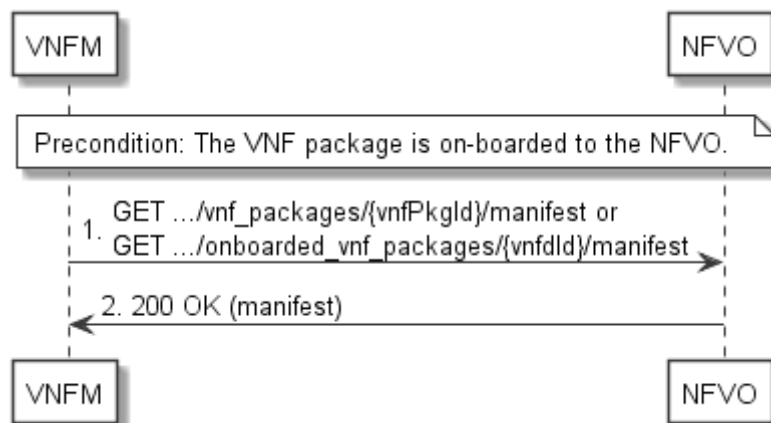 VNFM NFVO
Precondition: The VNF package is on-boarded to the NFVO.
1. GET .../vnf_packages/{vnfPkgId}/manifest or
GET .../onboarded_vnf_packages/{vnfdId}/manifest
2. 200 OK (manifest)
VNFM NFVO